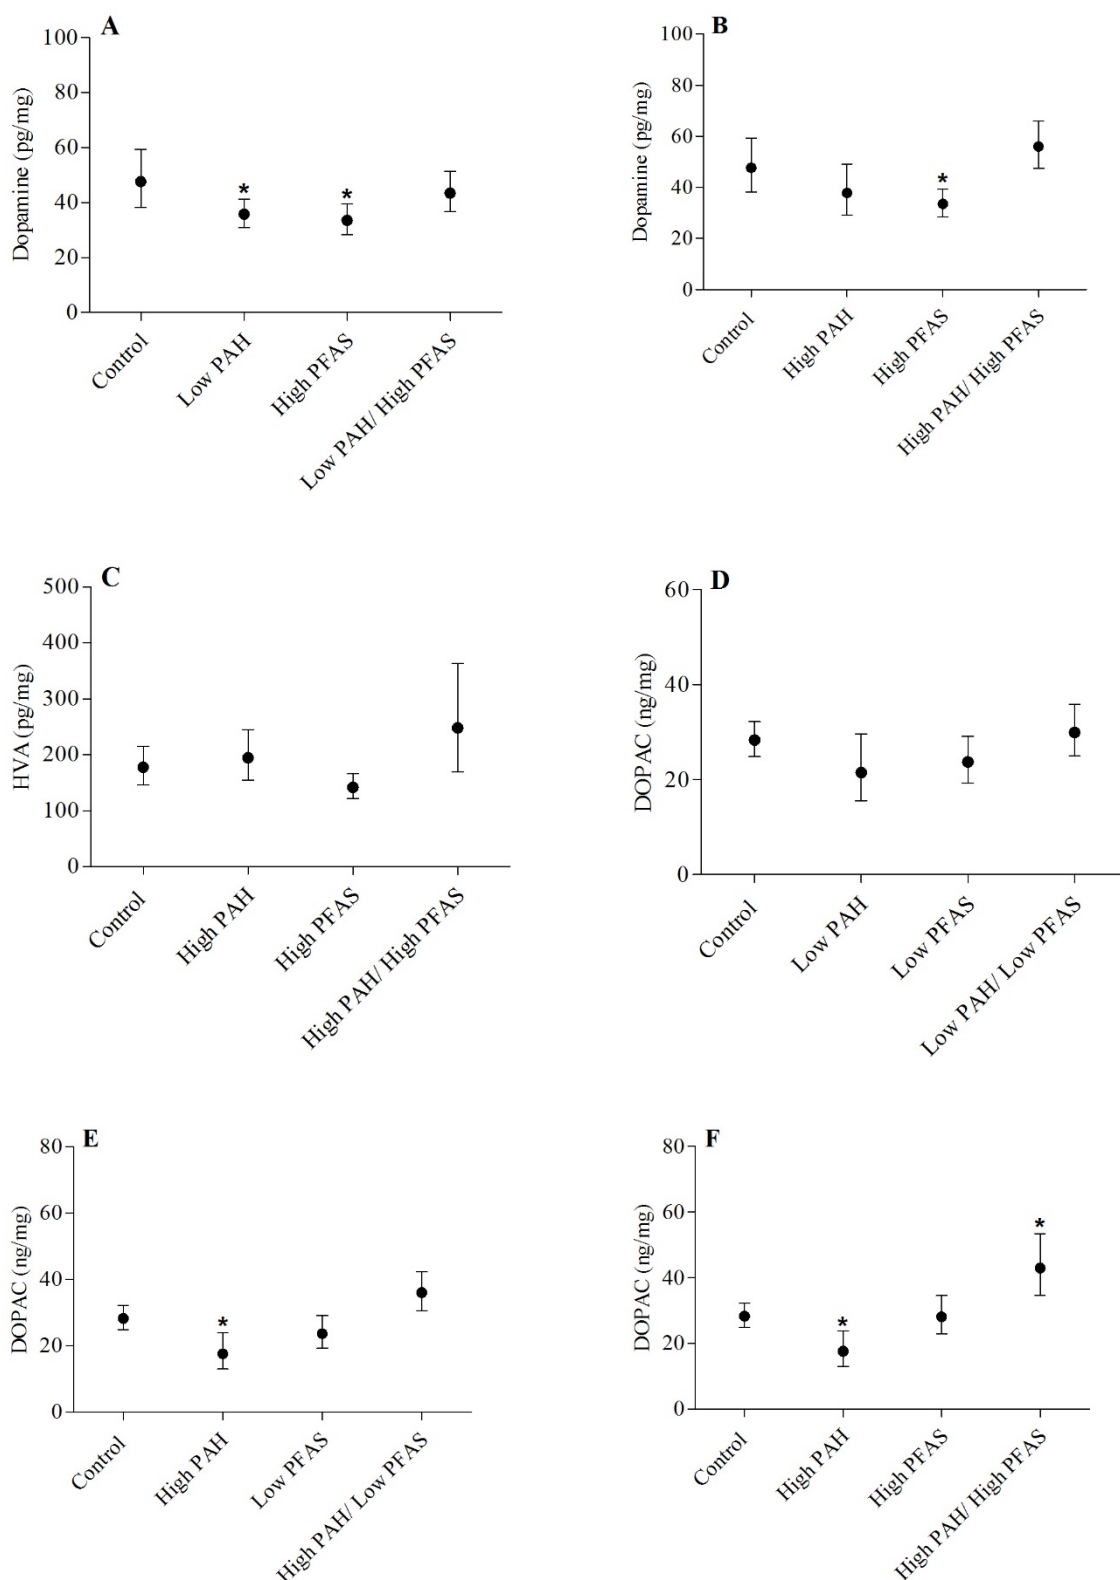 A
Dopamine (pg/mg)
100
80
60
40
20
0
*
*
Control
Low PAH
High PFAS
Low PAH/ High PFAS
B
Dopamine (pg/mg)
100
80
60
40
20
0
*
Control
High PAH
High PFAS
High PAH/ High PFAS
C
HVA (pg/mg)
500
400
300
200
100
0
Control
High PAH
High PFAS
High PAH/ High PFAS
D
DOPAC (ng/mg)
60
40
20
0
Control
Low PAH
Low PFAS
Low PAH/ Low PFAS
E
DOPAC (ng/mg)
80
60
40
20
0
*
Control
High PAH
Low PFAS
High PAH/ Low PFAS
F
DOPAC (ng/mg)
80
60
40
20
0
*
*
Control
High PAH
High PFAS
High PAH/ High PFAS